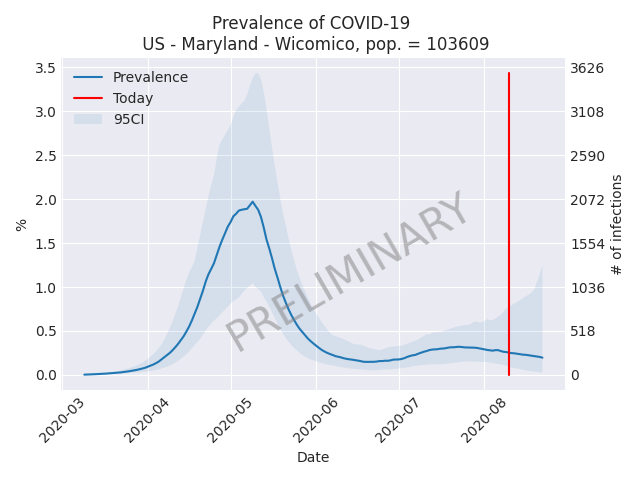 Prevalence of COVID-19
US - Maryland - Wicomico, pop. = 103609
Prevalence
Today
95CI
PRELIMINARY
%
3.5
3.0
2.5
2.0
1.5
1.0
0.5
0.0
3626
3108
2590
2072
1554
1036
518
0
# of infections
2020-03
2020-04
2020-05
2020-06
2020-07
2020-08
Date